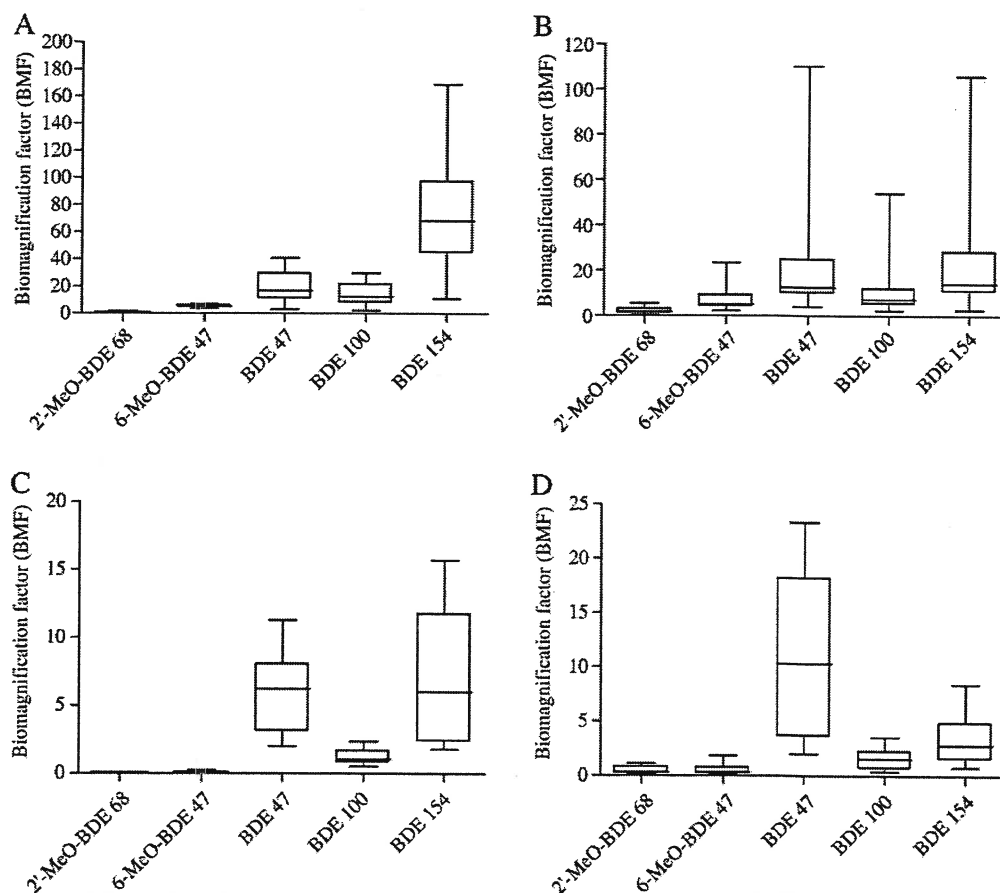 A
Biomagnification factor (BMF)
200
180
160
140
120
100
80
60
40
20
0
2'-MeO-BDE 68
6-MeO-BDE 47
BDE 47
BDE 100
BDE 154
B
Biomagnification factor (BMF)
120
100
80
60
40
20
0
2'-MeO-BDE 68
6-MeO-BDE 47
BDE 47
BDE 100
BDE 154
C
Biomagnification factor (BMF)
20
15
10
5
0
2'-MeO-BDE 68
6-MeO-BDE 47
BDE 47
BDE 100
BDE 154
D
Biomagnification factor (BMF)
25
20
15
10
5
0
2'-MeO-BDE 68
6-MeO-BDE 47
BDE 47
BDE 100
BDE 154